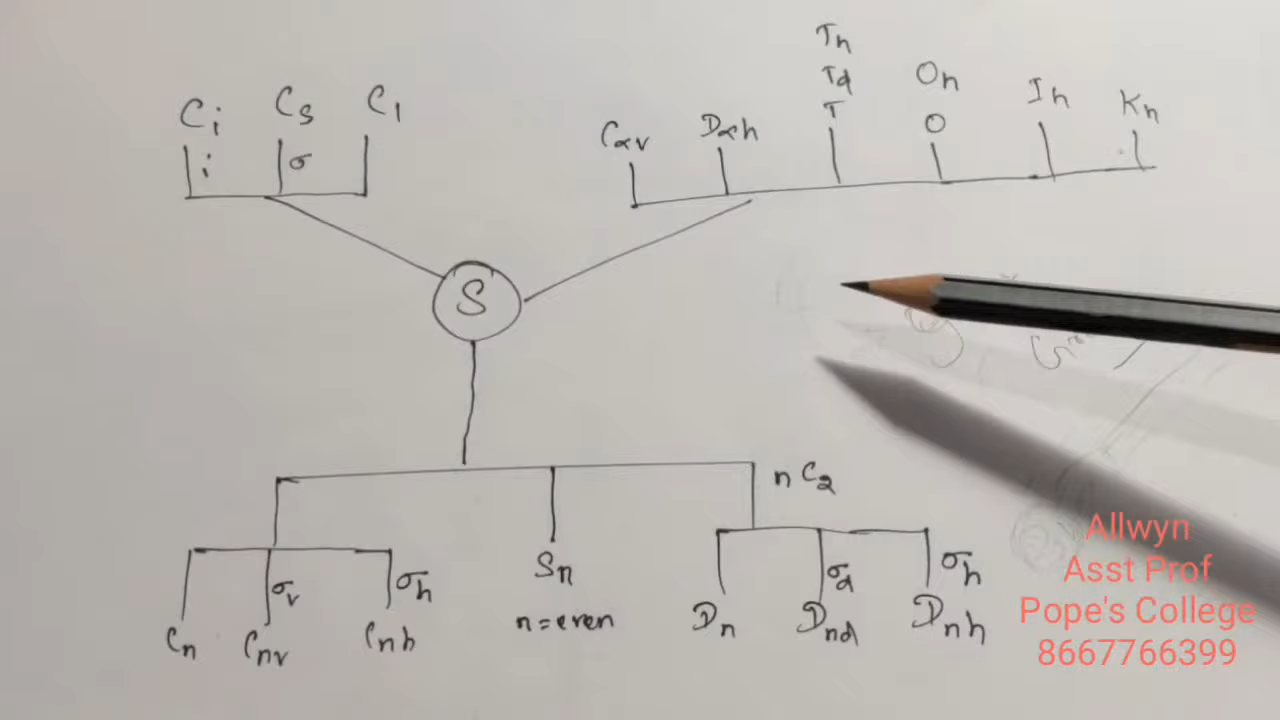 Ci Cs C1
i σ
Th
Td
T
Oh
O
C∝v D∝h Ih Kh
S
n C2
σv σh Sn σd σh
n = even
Cn Cnv Cnh Dn Dnd Dnh
Allwyn
Asst Prof
Pope's College
8667766399